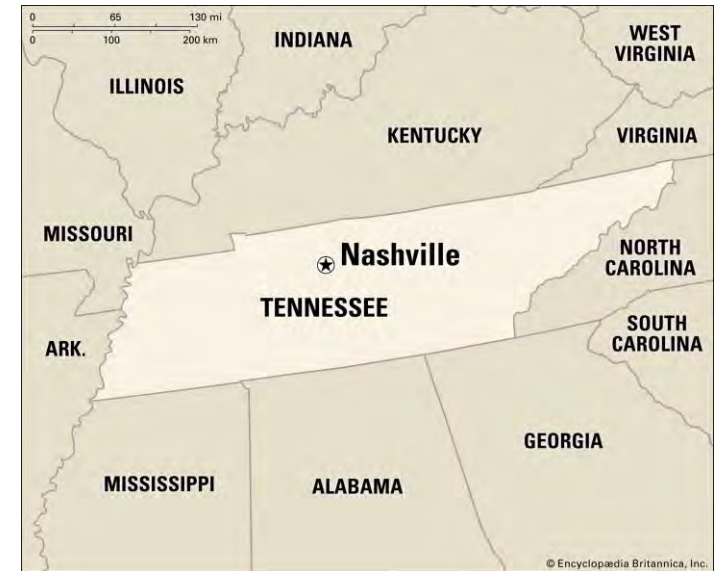 0 65 130 mi
0 100 200 km
INDIANA
WEST
VIRGINIA
ILLINOIS
KENTUCKY
VIRGINIA
MISSOURI
Nashville
NORTH
CAROLINA
TENNESSEE
SOUTH
CAROLINA
ARK.
GEORGIA
MISSISSIPPI
ALABAMA
© Encyclopædia Britannica, Inc.